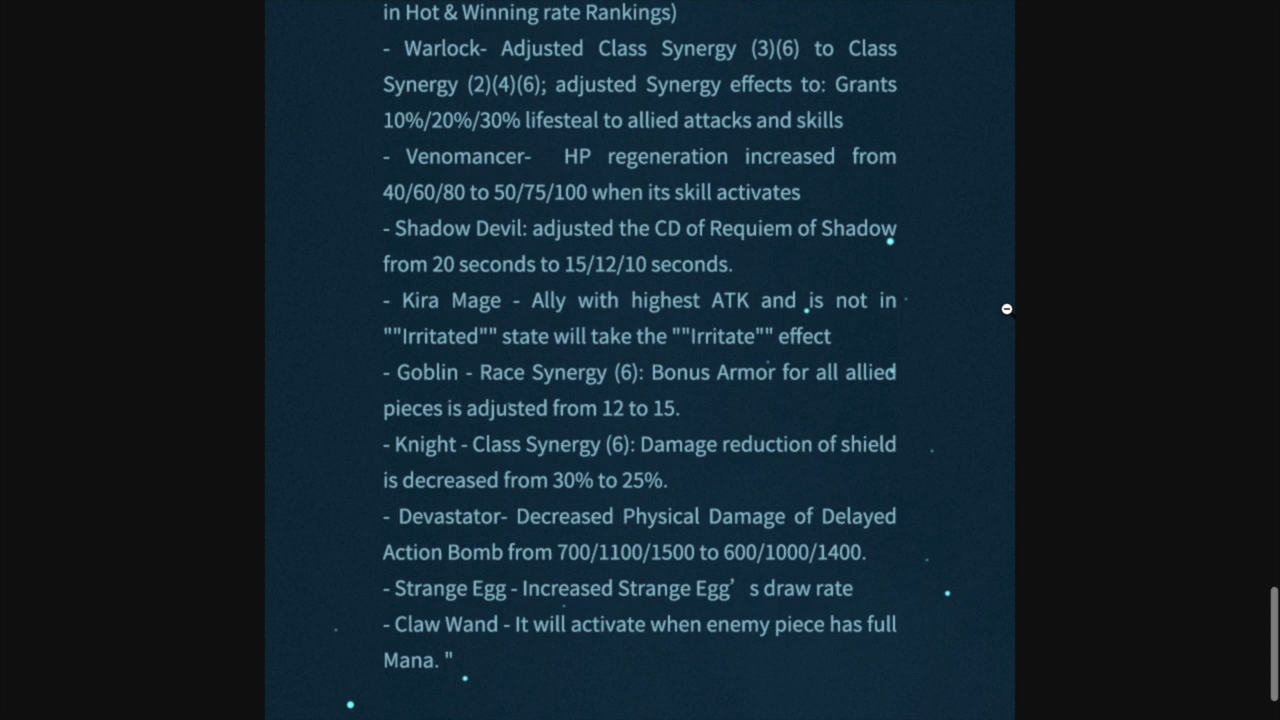 in Hot & Winning rate Rankings)
- Warlock- Adjusted Class Synergy (3)(6) to Class
Synergy (2)(4)(6); adjusted Synergy effects to: Grants
10%/20%/30% lifesteal to allied attacks and skills
- Venomancer- HP regeneration increased from
40/60/80 to 50/75/100 when its skill activates
- Shadow Devil: adjusted the CD of Requiem of Shadow
from 20 seconds to 15/12/10 seconds.
- Kira Mage - Ally with highest ATK and is not in
""Irritated"" state will take the ""Irritate"" effect
- Goblin - Race Synergy (6): Bonus Armor for all allied
pieces is adjusted from 12 to 15.
- Knight - Class Synergy (6): Damage reduction of shield
is decreased from 30% to 25%.
- Devastator- Decreased Physical Damage of Delayed
Action Bomb from 700/1100/1500 to 600/1000/1400.
- Strange Egg - Increased Strange Egg’ s draw rate
- Claw Wand - It will activate when enemy piece has full
Mana. "